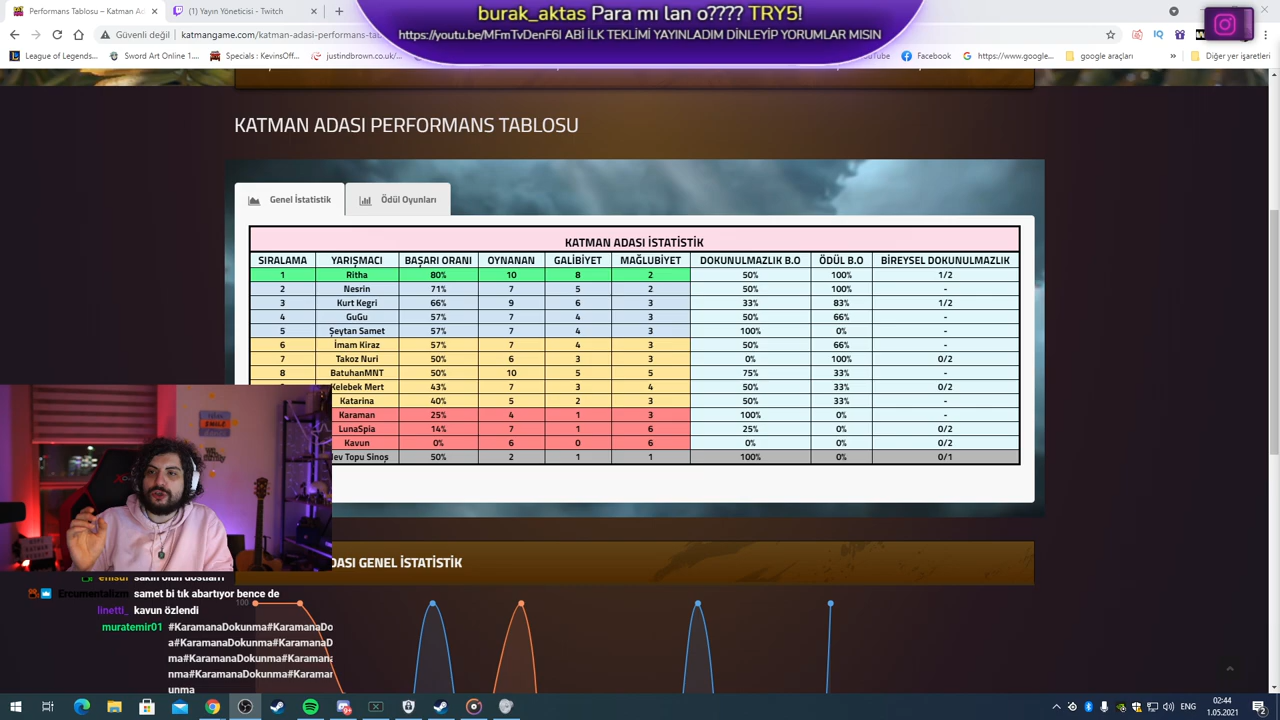 Performans Tablosu – Katman A
(1) Yayın Yöneticisi - Twitch
burak_aktas Para mı lan o???? TRY5!
https://youtu.be/MFmTvDenF6I ABİ İLK TEKLİMİ YAYINLADIM DİNLEYİP YORUMLAR MISIN
Güvenli değil katmangame.com/katman-adasi-performans-tabl
League of Legends...
Sword Art Online S...
Specials : KevinsOff...
justindbrown.co.uk/...
Facebook
https://www.google...
google araçları
Diğer yer işaretleri
KATMAN ADASI PERFORMANS TABLOSU
Genel İstatistik Ödül Oyunları
KATMAN ADASI İSTATİSTİK
SIRALAMA YARIŞMACI BAŞARI ORANI OYNANAN GALİBİYET MAĞLUBİYET DOKUNULMAZLIK B.O ÖDÜL B.O BİREYSEL DOKUNULMAZLIK
1 Ritha 80% 10 8 2 50% 100% 1/2
2 Nesrin 71% 7 5 2 50% 100% -
3 Kurt Kegri 66% 9 6 3 33% 83% 1/2
4 GuGu 57% 7 4 3 50% 66% -
5 Şeytan Samet 57% 7 4 3 100% 0% -
6 İmam Kiraz 57% 7 4 3 50% 66% -
7 Takoz Nuri 50% 6 3 3 0% 100% 0/2
8 BatuhanMNT 50% 10 5 5 75% 33% -
Kelebek Mert 43% 7 3 4 50% 33% 0/2
Katarina 40% 5 2 3 50% 33% -
Karaman 25% 4 1 3 100% 0% -
LunaSpia 14% 7 1 6 25% 0% 0/2
Kavun 0% 6 0 6 0% 0% 0/2
ev Topu Sinoş 50% 2 1 1 100% 0% 0/1
DASI GENEL İSTATİSTİK
100
sakin olun dostlarr
Ercumentalizm samet bi tık abartıyor bence de
linetti_ kavun özlendi
muratemir01 #KaramanaDokunma#KaramanaDo
a#KaramanaDokunma#KaramanaD
ma#KaramanaDokunma#Karamana
nma#KaramanaDokunma#Karaman
unma
ENG
02:44
1.05.2021